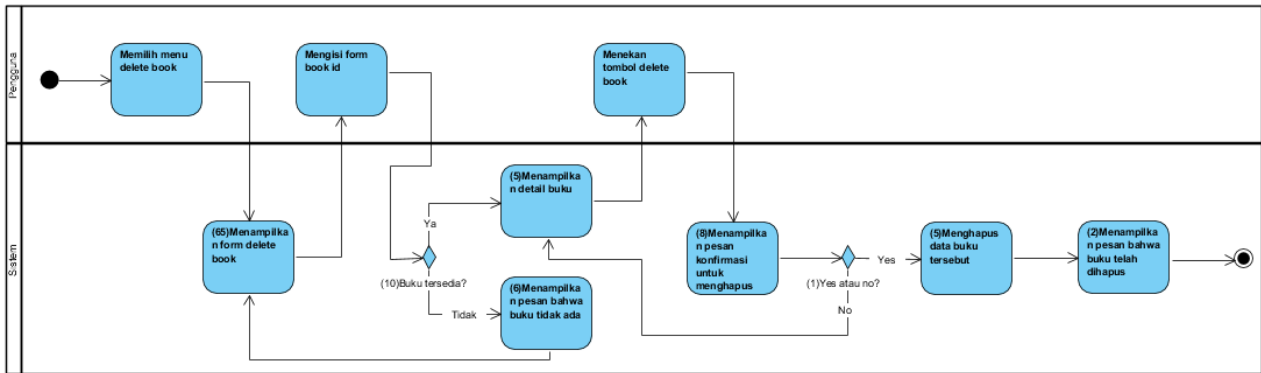 Pengguna
Memilih menu
delete book
Mengisi form
book id
Menekan
tombol delete
book
Sistem
(65)Menampilka
n form delete
book
Ya
(10)Buku tersedia?
Tidak
(5)Menampilka
n detail buku
(6)Menampilka
n pesan bahwa
buku tidak ada
(8)Menampilka
n pesan
konfirmasi
untuk
menghapus
Yes
(1)Yes atau no?
No
(5)Menghapus
data buku
tersebut
(2)Menampilka
n pesan bahwa
buku telah
dihapus